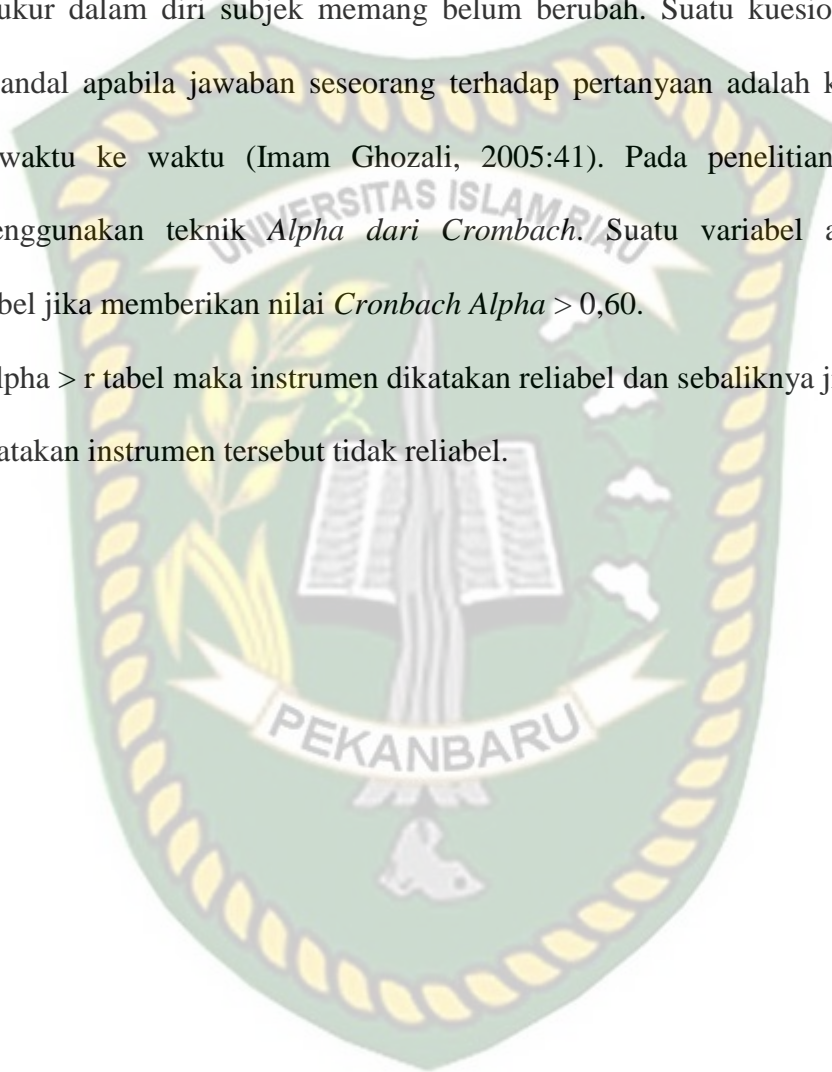 ukur dalam diri subjek memang belum berubah. Suatu kuesio
andal apabila jawaban seseorang terhadap pertanyaan adalah k
waktu ke waktu (Imam Ghozali, 2005:41). Pada penelitian
enggunakan teknik Alpha dari Crombach. Suatu variabel a
bel jika memberikan nilai Cronbach Alpha > 0,60.
lpha > r tabel maka instrumen dikatakan reliabel dan sebaliknya j
atakan instrumen tersebut tidak reliabel.
UNIVERSITAS ISLAM RIAU
PEKANBARU